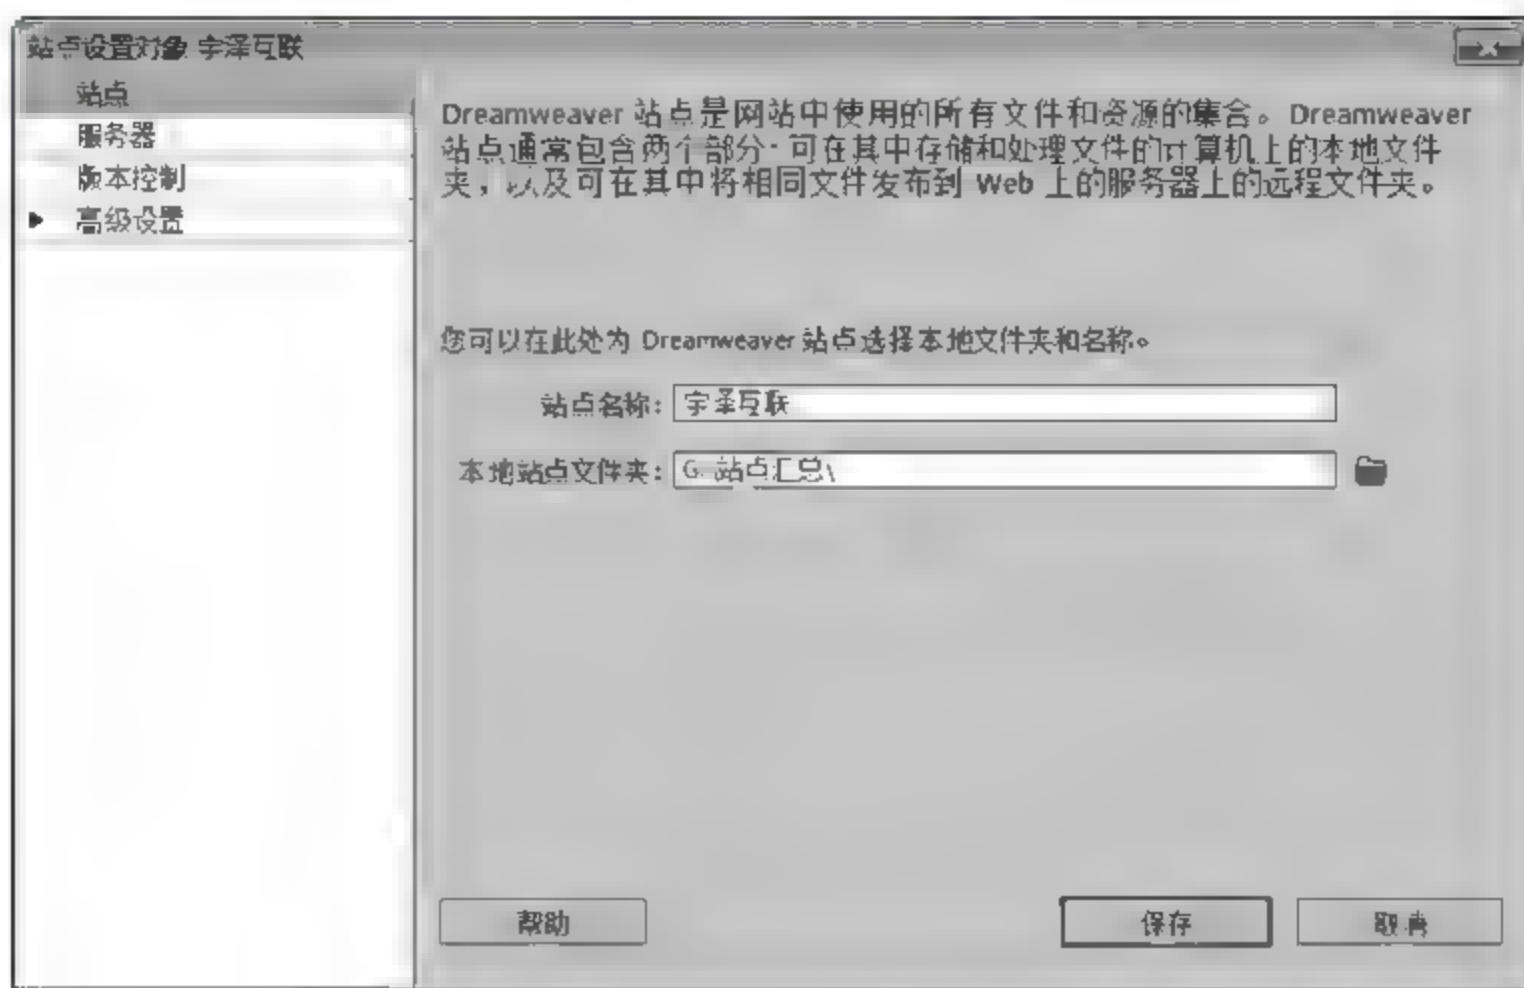 站点设置对象 宇泽互联
站点
服务器
版本控制
高级设置
Dreamweaver 站点是网站中使用的所有文件和资源的集合。Dreamweaver
站点通常包含两个部分:可在其中存储和处理文件的计算机上的本地文件
夹，以及可在其中将相同文件发布到 Web 上的服务器上的远程文件夹。
您可以在此处为 Dreamweaver 站点选择本地文件夹和名称。
站点名称: 宇泽互联
本地站点文件夹: G:\站点汇总\
帮助 保存 取消